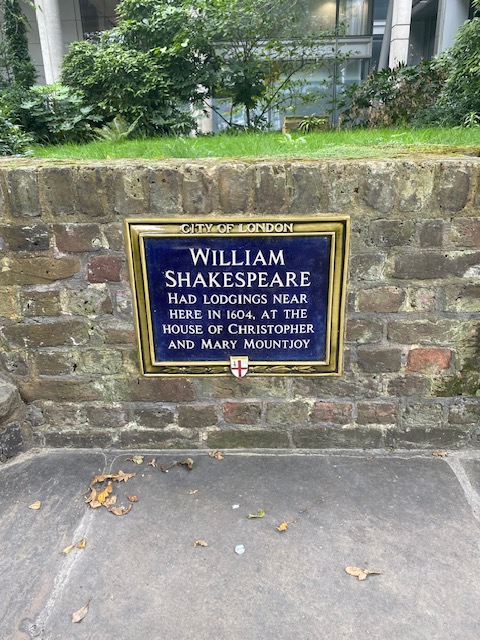 CITY OF LONDON
WILLIAM
SHAKESPEARE
HAD LODGINGS NEAR
HERE IN 1604, AT THE
HOUSE OF CHRISTOPHER
AND MARY MOUNTJOY